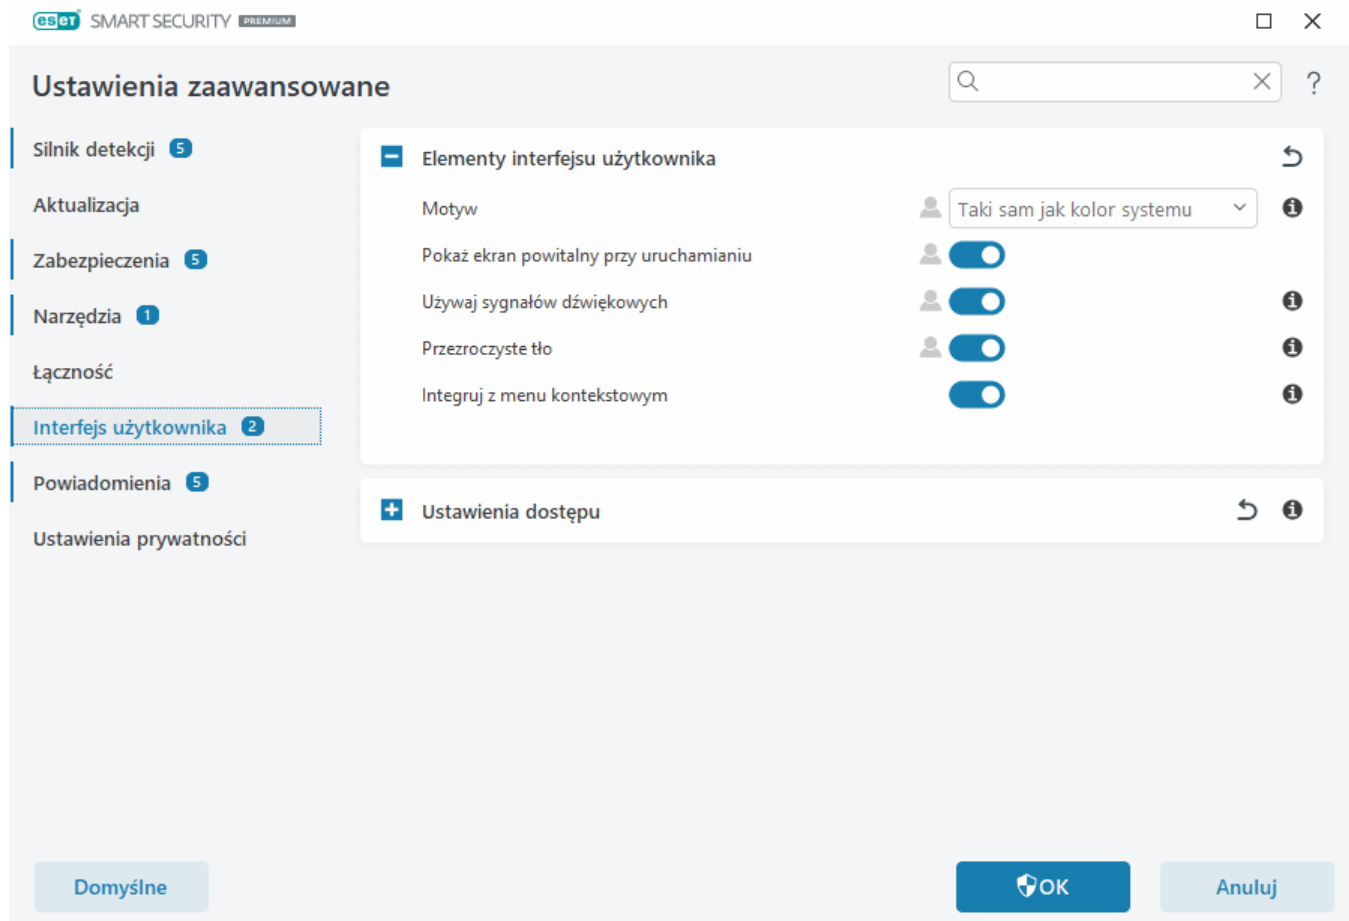 eseT SMART SECURITY PREMIUM
Ustawienia zaawansowane
?
Silnik detekcji 5
Aktualizacja
Zabezpieczenia 5
Narzędzia 1
Łączność
Interfejs użytkownika 2
Powiadomienia 5
Ustawienia prywatności
Elementy interfejsu użytkownika
Motyw Taki sam jak kolor systemu
Pokaż ekran powitalny przy uruchamianiu
Używaj sygnałów dźwiękowych
Przezroczyste tło
Integruj z menu kontekstowym
Ustawienia dostępu
Domyślne
OK
Anuluj